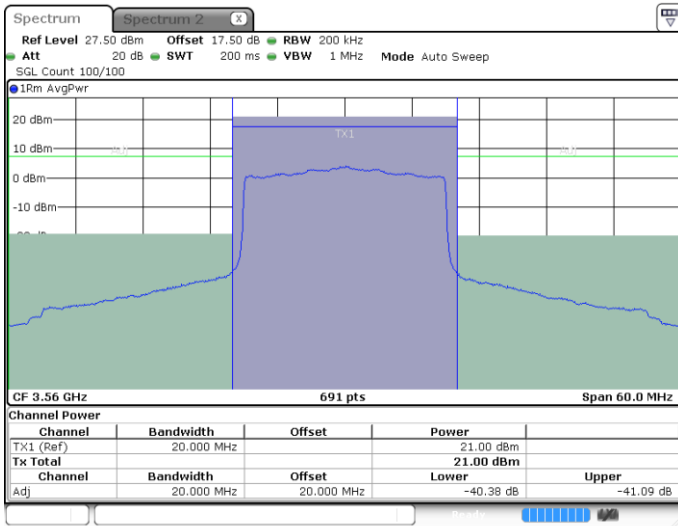 Spectrum Spectrum 2 X
Ref Level 27.50 dBm Offset 17.50 dB RBW 200 kHz
Att 20 dB SWT 200 ms VBW 1 MHz Mode Auto Sweep
SGL Count 100/100
1Rm AvgPwr
20 dBm
TX1
10 dBm Adj Adj
0 dBm
-10 dBm
CF 3.56 GHz 691 pts Span 60.0 MHz
Channel Power
Channel Bandwidth Offset Power
TX1 (Ref) 20.000 MHz 21.00 dBm
Tx Total 21.00 dBm
Channel Bandwidth Offset Lower Upper
Adj 20.000 MHz 20.000 MHz -40.38 dB -41.09 dB
Ready